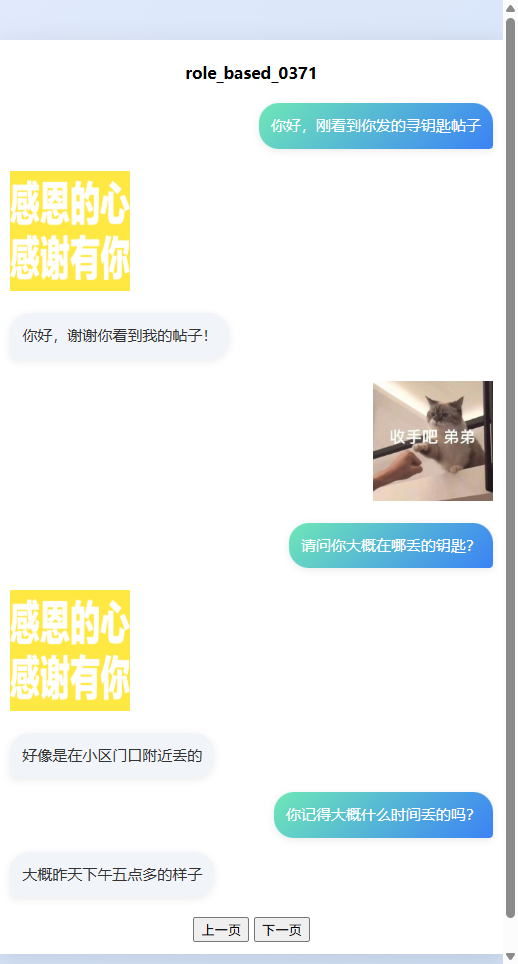 role_based_0371
你好，刚看到你发的寻钥匙帖子
感恩的心
感谢有你
你好，谢谢你看到我的帖子！
收手吧 弟弟
请问你大概在哪丢的钥匙？
感恩的心
感谢有你
好像是在小区门口附近丢的
你记得大概什么时间丢的吗？
大概昨天下午五点多的样子
上一页 下一页